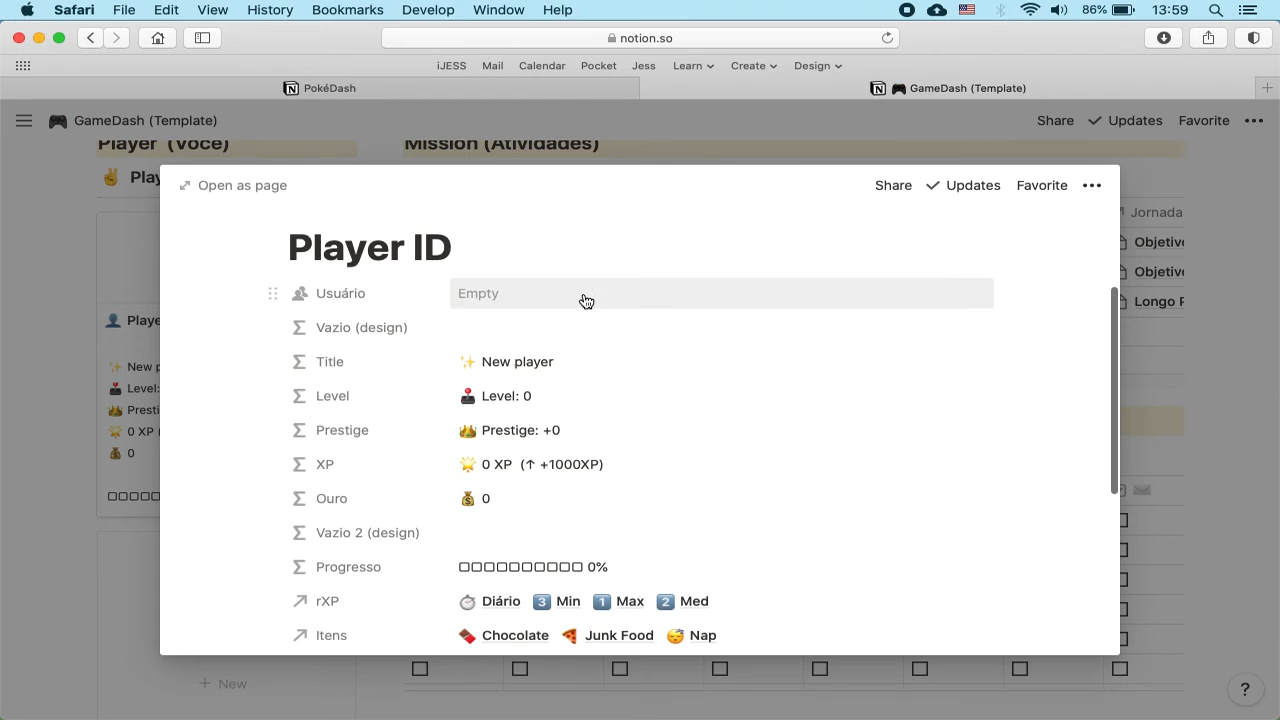 Safari File Edit View History Bookmarks Develop Window Help 86% 13:59
notion.so
iJESS Mail Calendar Pocket Jess Learn Create Design
PokéDash GameDash (Template)
GameDash (Template) Share Updates Favorite
Player (Você) Mission (Atividades)
Play
Open as page Share Updates Favorite
Jornada
Player ID
Objetivo
Usuário Empty
Objetivo
Longo P
Playe
Vazio (design)
New p
Title New player
Level:
Level Level: 0
Presti
Prestige Prestige: +0
0 XP (
XP 0 XP (↑ +1000XP)
0
Ouro 0
Vazio 2 (design)
Progresso ▢▢▢▢▢▢▢▢▢▢ 0%
rXP Diário 3 Min 1 Max 2 Med
Itens Chocolate Junk Food Nap
+ New
?